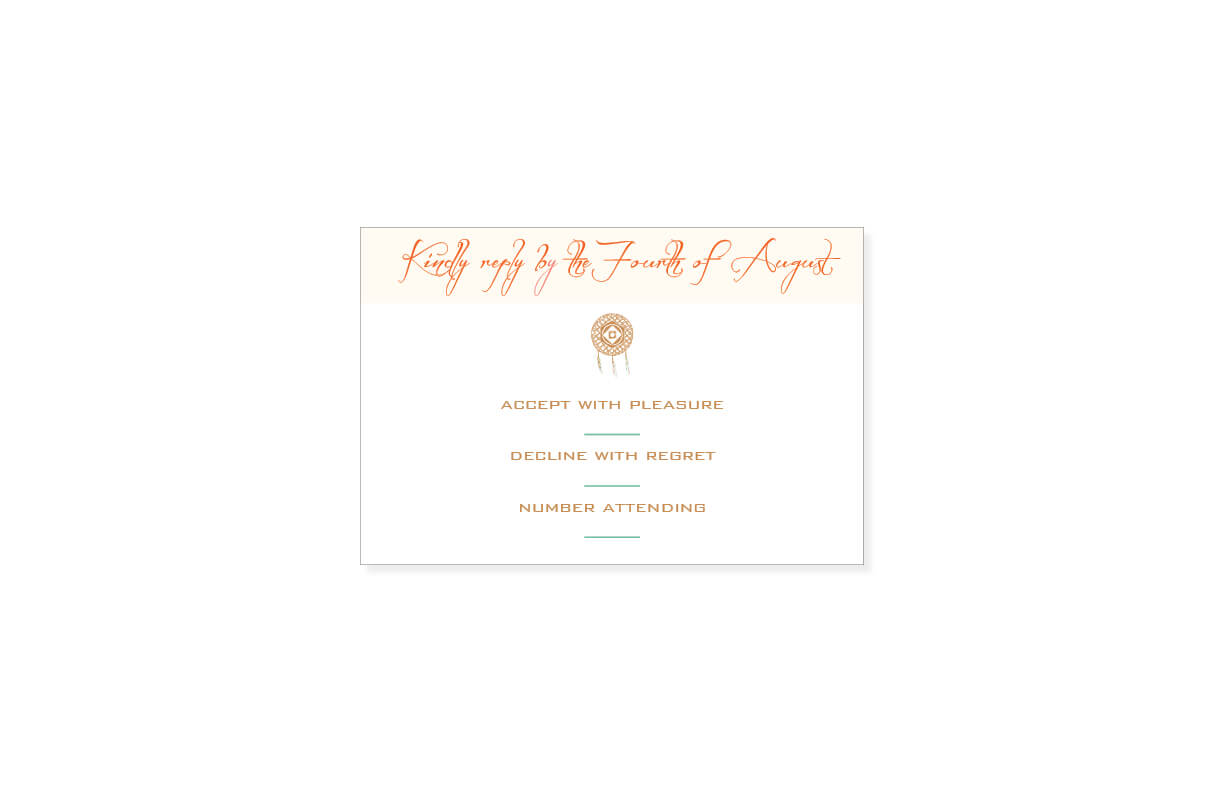 Kindly reply by the Fourth of August
ACCEPT WITH PLEASURE
DECLINE WITH REGRET
NUMBER ATTENDING